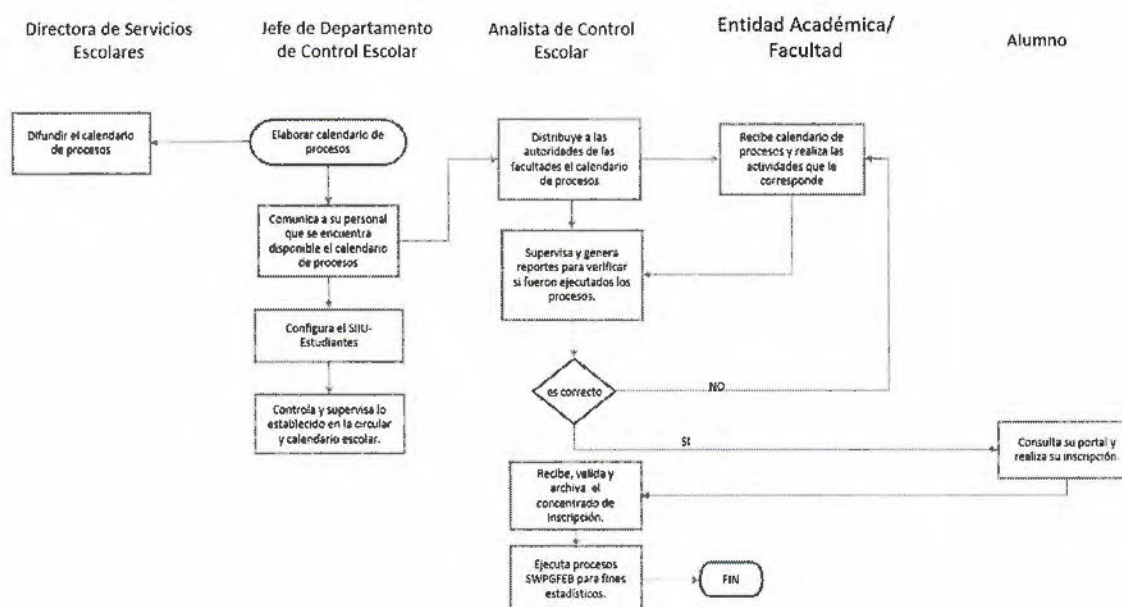 Directora de Servicios
Escolares
Jefe de Departamento
de Control Escolar
Analista de Control
Escolar
Entidad Académica/
Facultad
Alumno
Difundir el calendario
de procesos
Elaborar calendario de
procesos
Distribuye a las
autoridades de las
facultades el calendario
de procesos
Recibe calendario de
procesos y realiza las
actividades que le
corresponde
Comunica a su personal
que se encuentra
disponible el calendario
de procesos
Supervisa y genera
reportes para verificar
si fueron ejecutados los
procesos.
Configura el SIIU-
Estudiantes
es correcto
NO
Controla y supervisa lo
establecido en la circular
y calendario escolar.
SI
Consulta su portal y
realiza su inscripción.
Recibe, valida y
archiva el
concentrado de
inscripción.
Ejecuta procesos
SWPGFEB para fines
estadísticos.
FIN